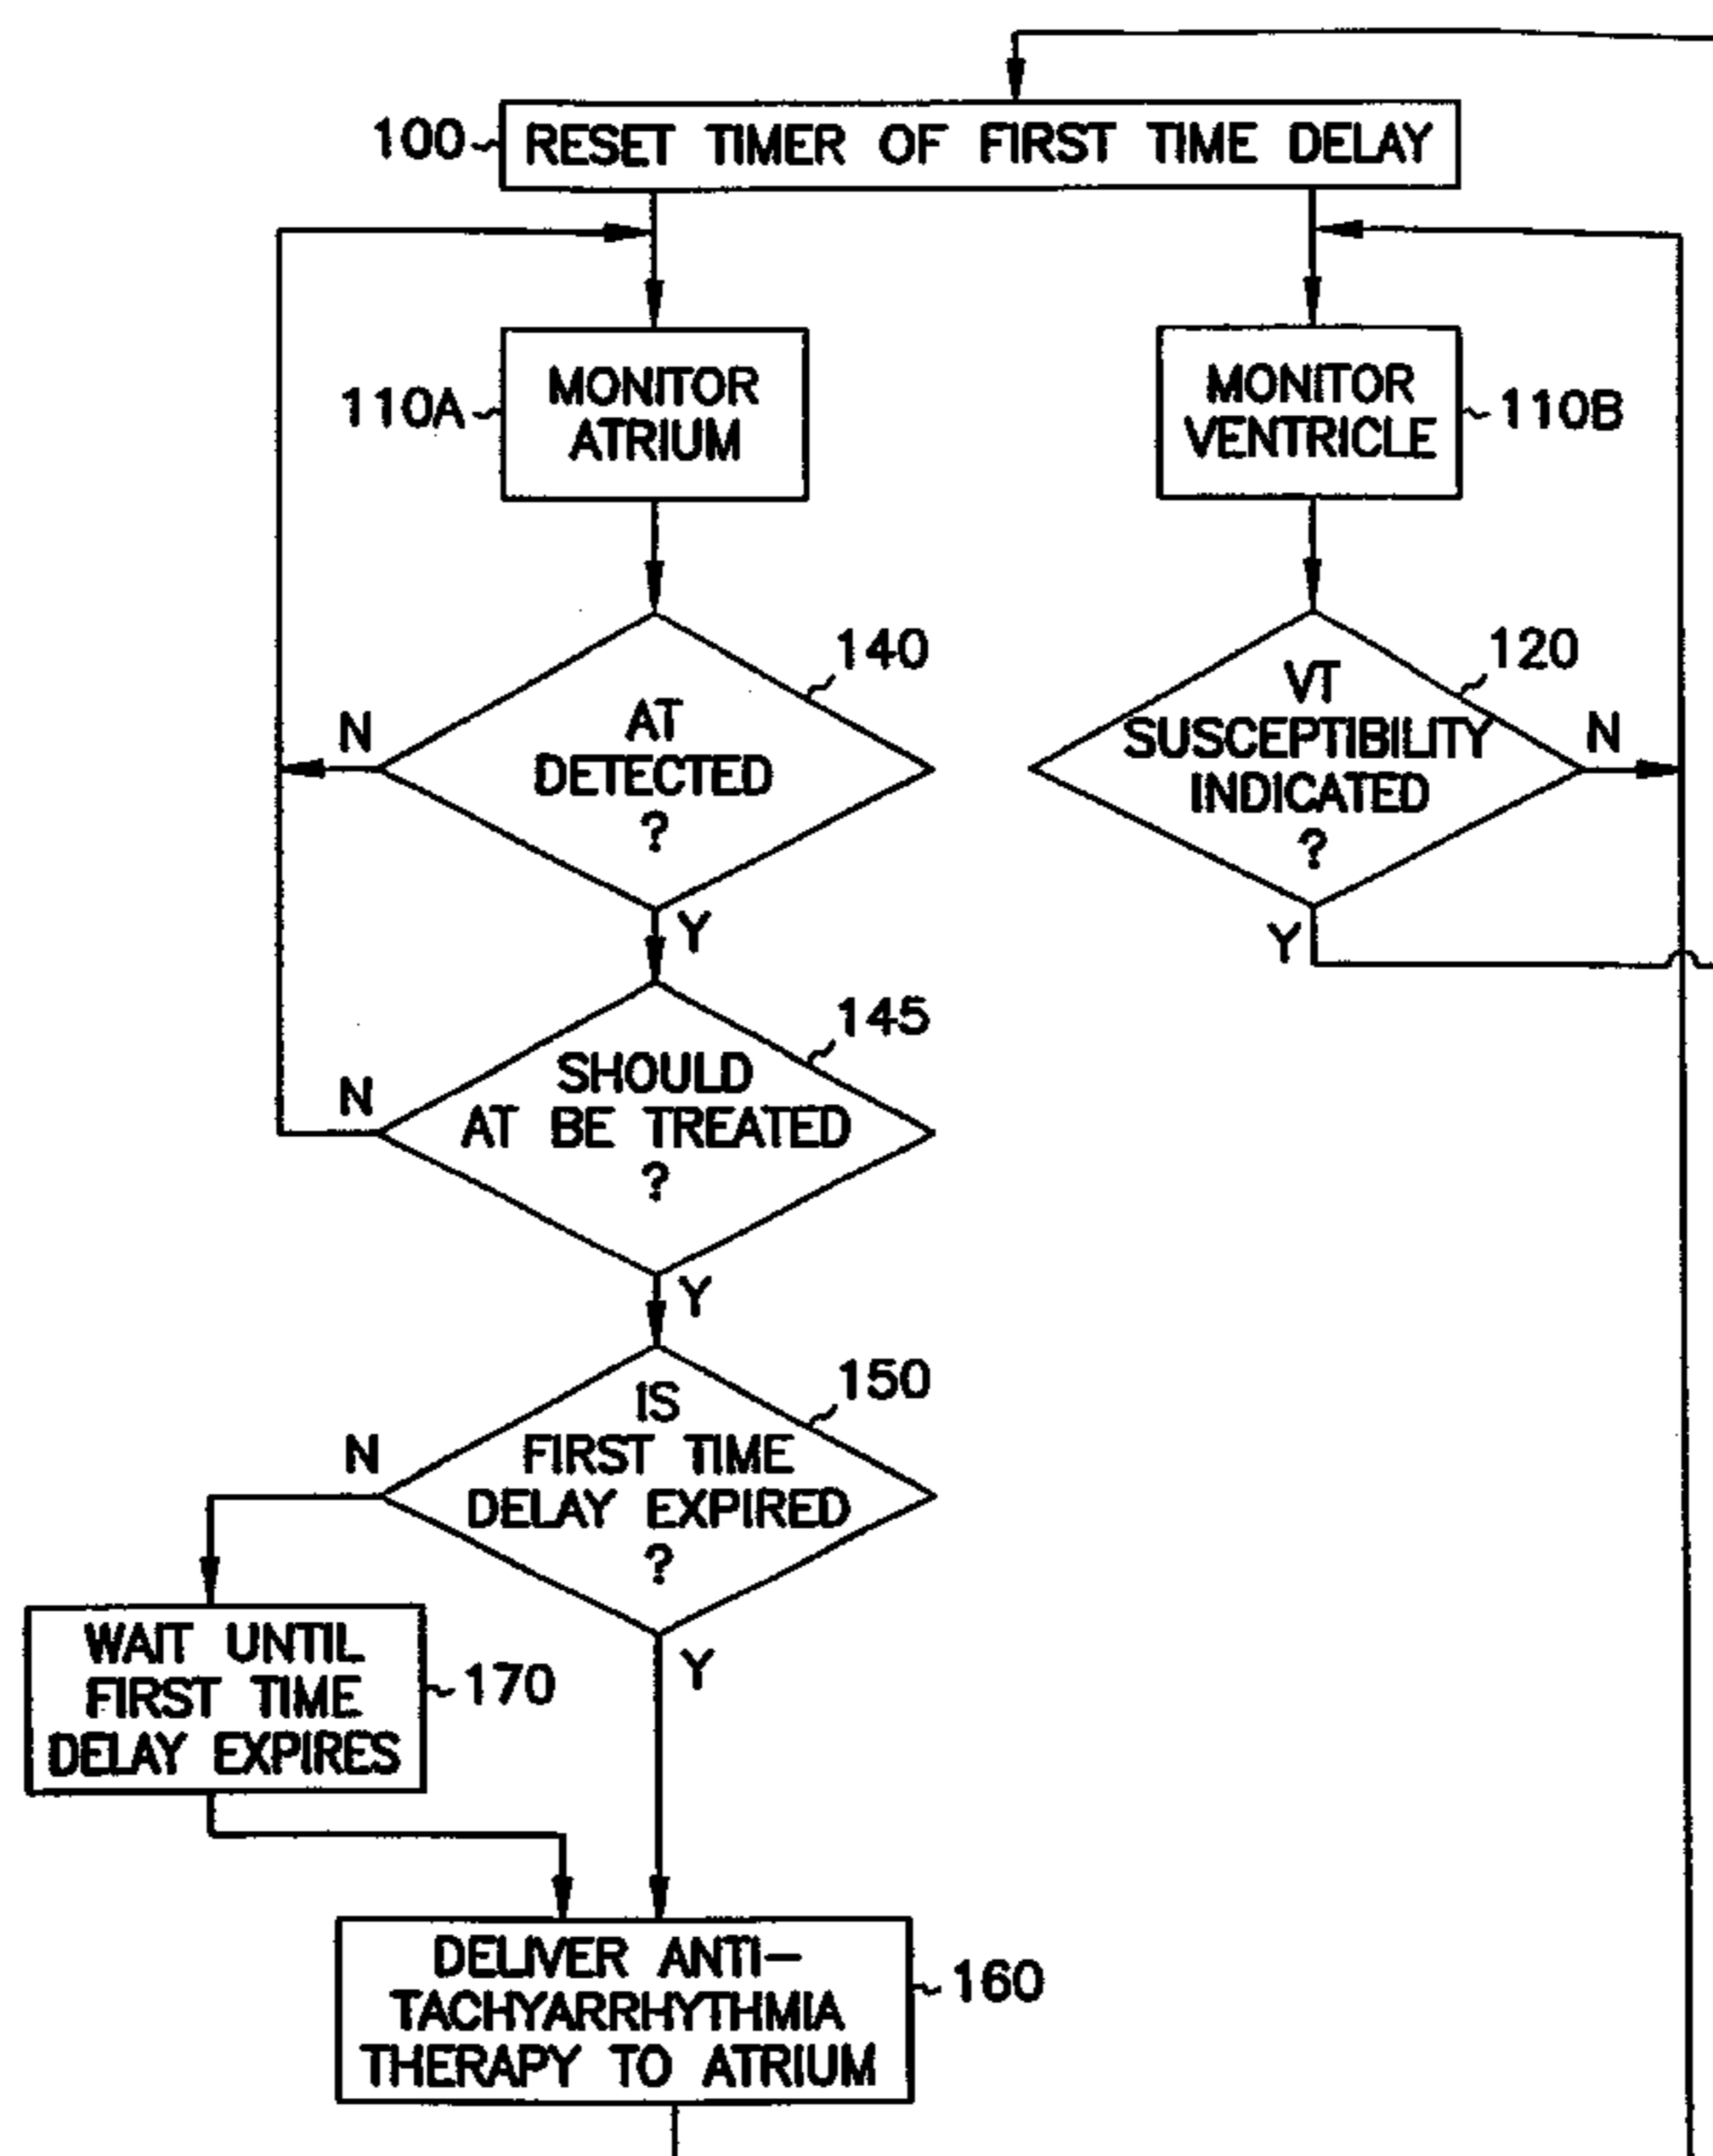 100
RESET TIMER OF FIRST TIME DELAY
110A
MONITOR
ATRIUM
MONITOR
VENTRICLE
110B
140
AT
DETECTED
?
N
Y
120
VT
SUSCEPTIBILITY
INDICATED
?
N
Y
145
SHOULD
AT BE TREATED
?
N
Y
150
IS
FIRST TIME
DELAY EXPIRED
?
N
Y
WAIT UNTIL
FIRST TIME
DELAY EXPIRES
170
DELIVER ANTI-
TACHYARRHYTHMIA
THERAPY TO ATRIUM
160